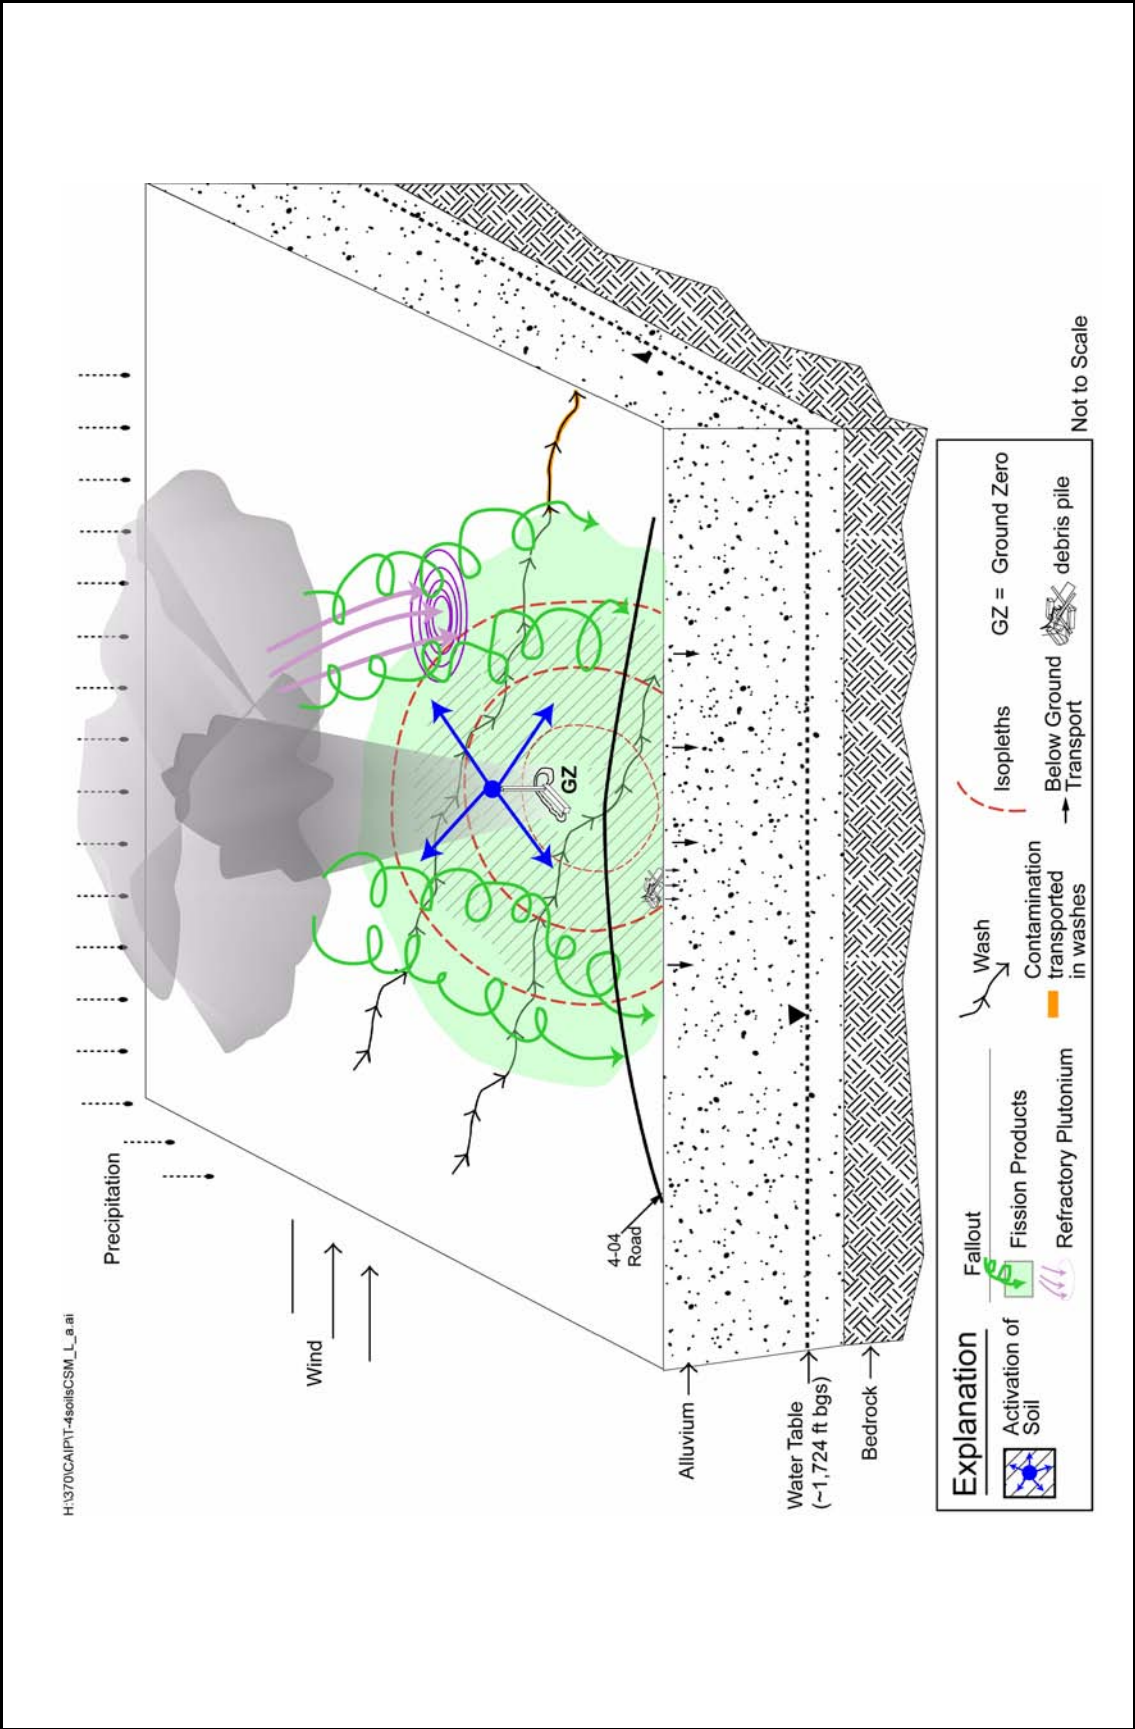 H:\370\CAIP\T-4soilsCSM_L_a.ai
Precipitation
Wind
GZ
4-04
Road
Alluvium
Water Table
(~1,724 ft bgs)
Bedrock
Not to Scale
Explanation
Activation of
Soil
Fallout
Fission Products
Refractory Plutonium
Wash
Contamination
transported
in washes
Isopleths
Below Ground
Transport
GZ = Ground Zero
debris pile